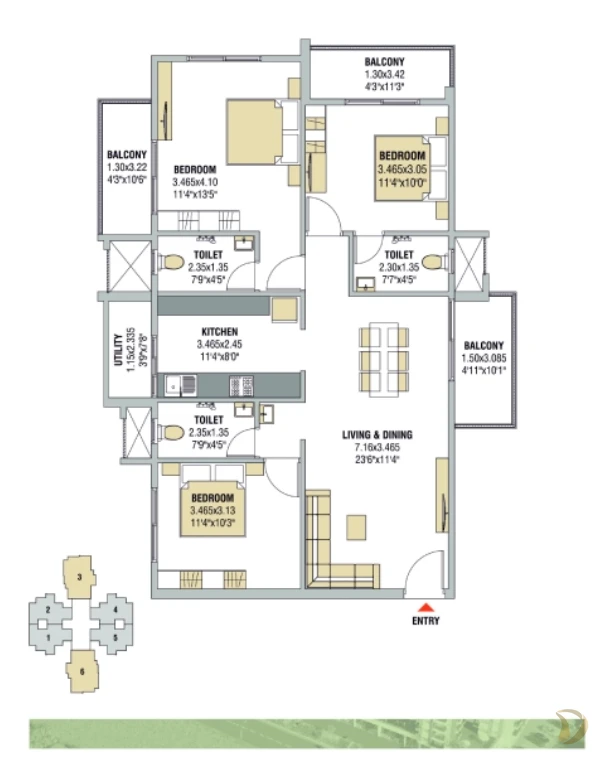 BALCONY
1.30x3.42
4'3"x11'3"
BALCONY
1.30x3.22
4'3"x10'6"
BEDROOM
3.465x4.10
11'4"x13'5"
BEDROOM
3.465x3.05
11'4"x10'0"
TOILET
2.35x1.35
7'9"x4'5"
TOILET
2.30x1.35
7'7"x4'5"
UTILITY
1.15x2.335
3'9"x7'8"
KITCHEN
3.465x2.45
11'4"x8'0"
BALCONY
1.50x3.085
4'11"x10'1"
TOILET
2.35x1.35
7'9"x4'5"
LIVING & DINING
7.16x3.465
23'6"x11'4"
BEDROOM
3.465x3.13
11'4"x10'3"
ENTRY
3
2
4
1
5
6